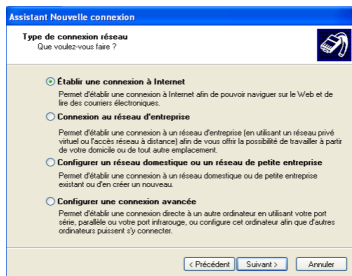 Assistant Nouvelle connexion
Type de connexion réseau
Que voulez-vous faire ?
Établir une connexion à Internet
Permet d'établir une connexion à Internet afin de pouvoir naviguer sur le Web et de
lire des courriers électroniques.
Connexion au réseau d'entreprise
Permet d'établir une connexion à un réseau d'entreprise (en utilisant un réseau privé
virtuel ou l'accès réseau à distance) afin de vous offrir la possibilité de travailler à partir
de votre domicile ou de tout autre emplacement.
Configurer un réseau domestique ou un réseau de petite entreprise
Permet d'établir une connexion à un réseau domestique ou de petite entreprise
existant ou d'en créer un nouveau.
Configurer une connexion avancée
Permet d'établir une connexion directe à un autre ordinateur en utilisant votre port
série, parallèle ou votre port infrarouge, ou configure cet ordinateur afin que d'autres
ordinateurs puissent s'y connecter.
< Précédent Suivant > Annuler